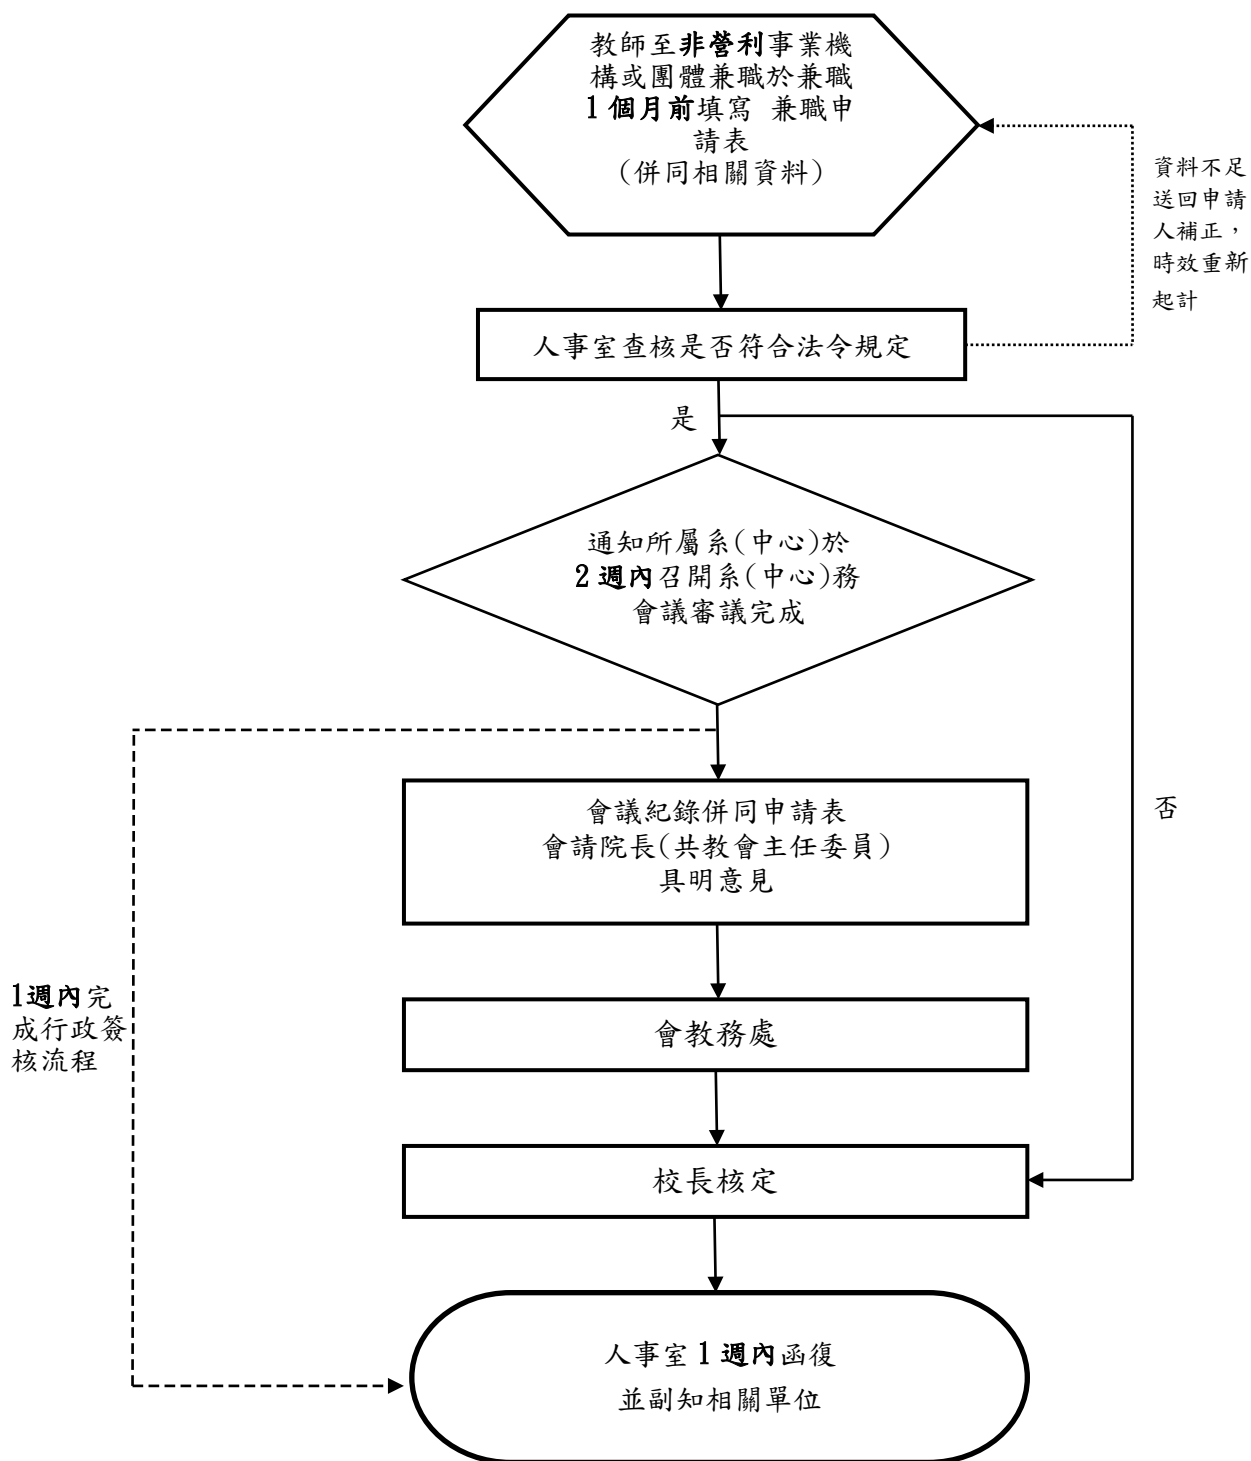 教師至非營利事業機
構或團體兼職於兼職
1 個月前填寫 兼職申
請表
(併同相關資料)
資料不足
送回申請
人補正，
時效重新
起計
人事室查核是否符合法令規定
是
通知所屬系(中心)於
2 週內召開系(中心)務
會議審議完成
會議紀錄併同申請表
會請院長(共教會主任委員)
具明意見
否
1週內完
成行政簽
核流程
會教務處
校長核定
人事室 1 週內函復
並副知相關單位